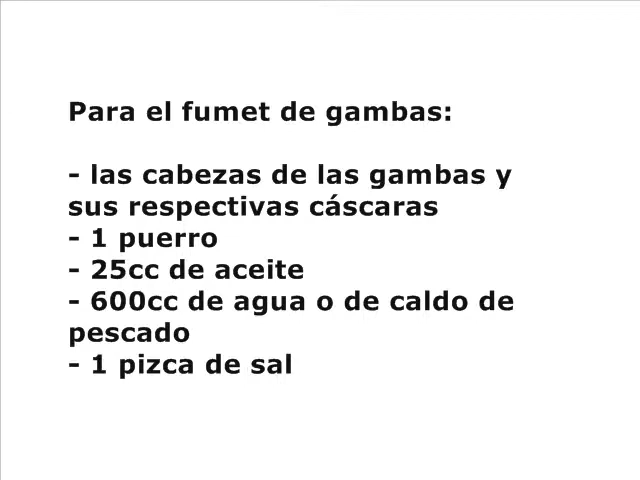 Para el fumet de gambas:
- las cabezas de las gambas y
sus respectivas cáscaras
- 1 puerro
- 25cc de aceite
- 600cc de agua o de caldo de
pescado
- 1 pizca de sal